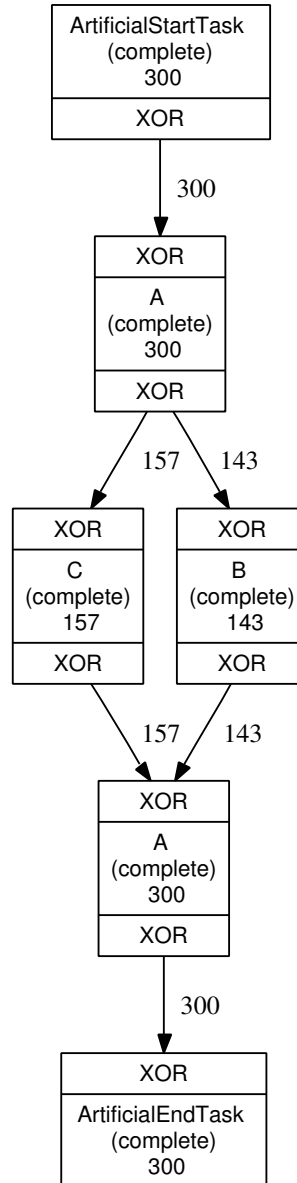 ArtificialStartTask
(complete)
300
XOR
300
XOR
A
(complete)
300
XOR
157
143
XOR
C
(complete)
157
XOR
XOR
B
(complete)
143
XOR
157
143
XOR
A
(complete)
300
XOR
300
XOR
ArtificialEndTask
(complete)
300